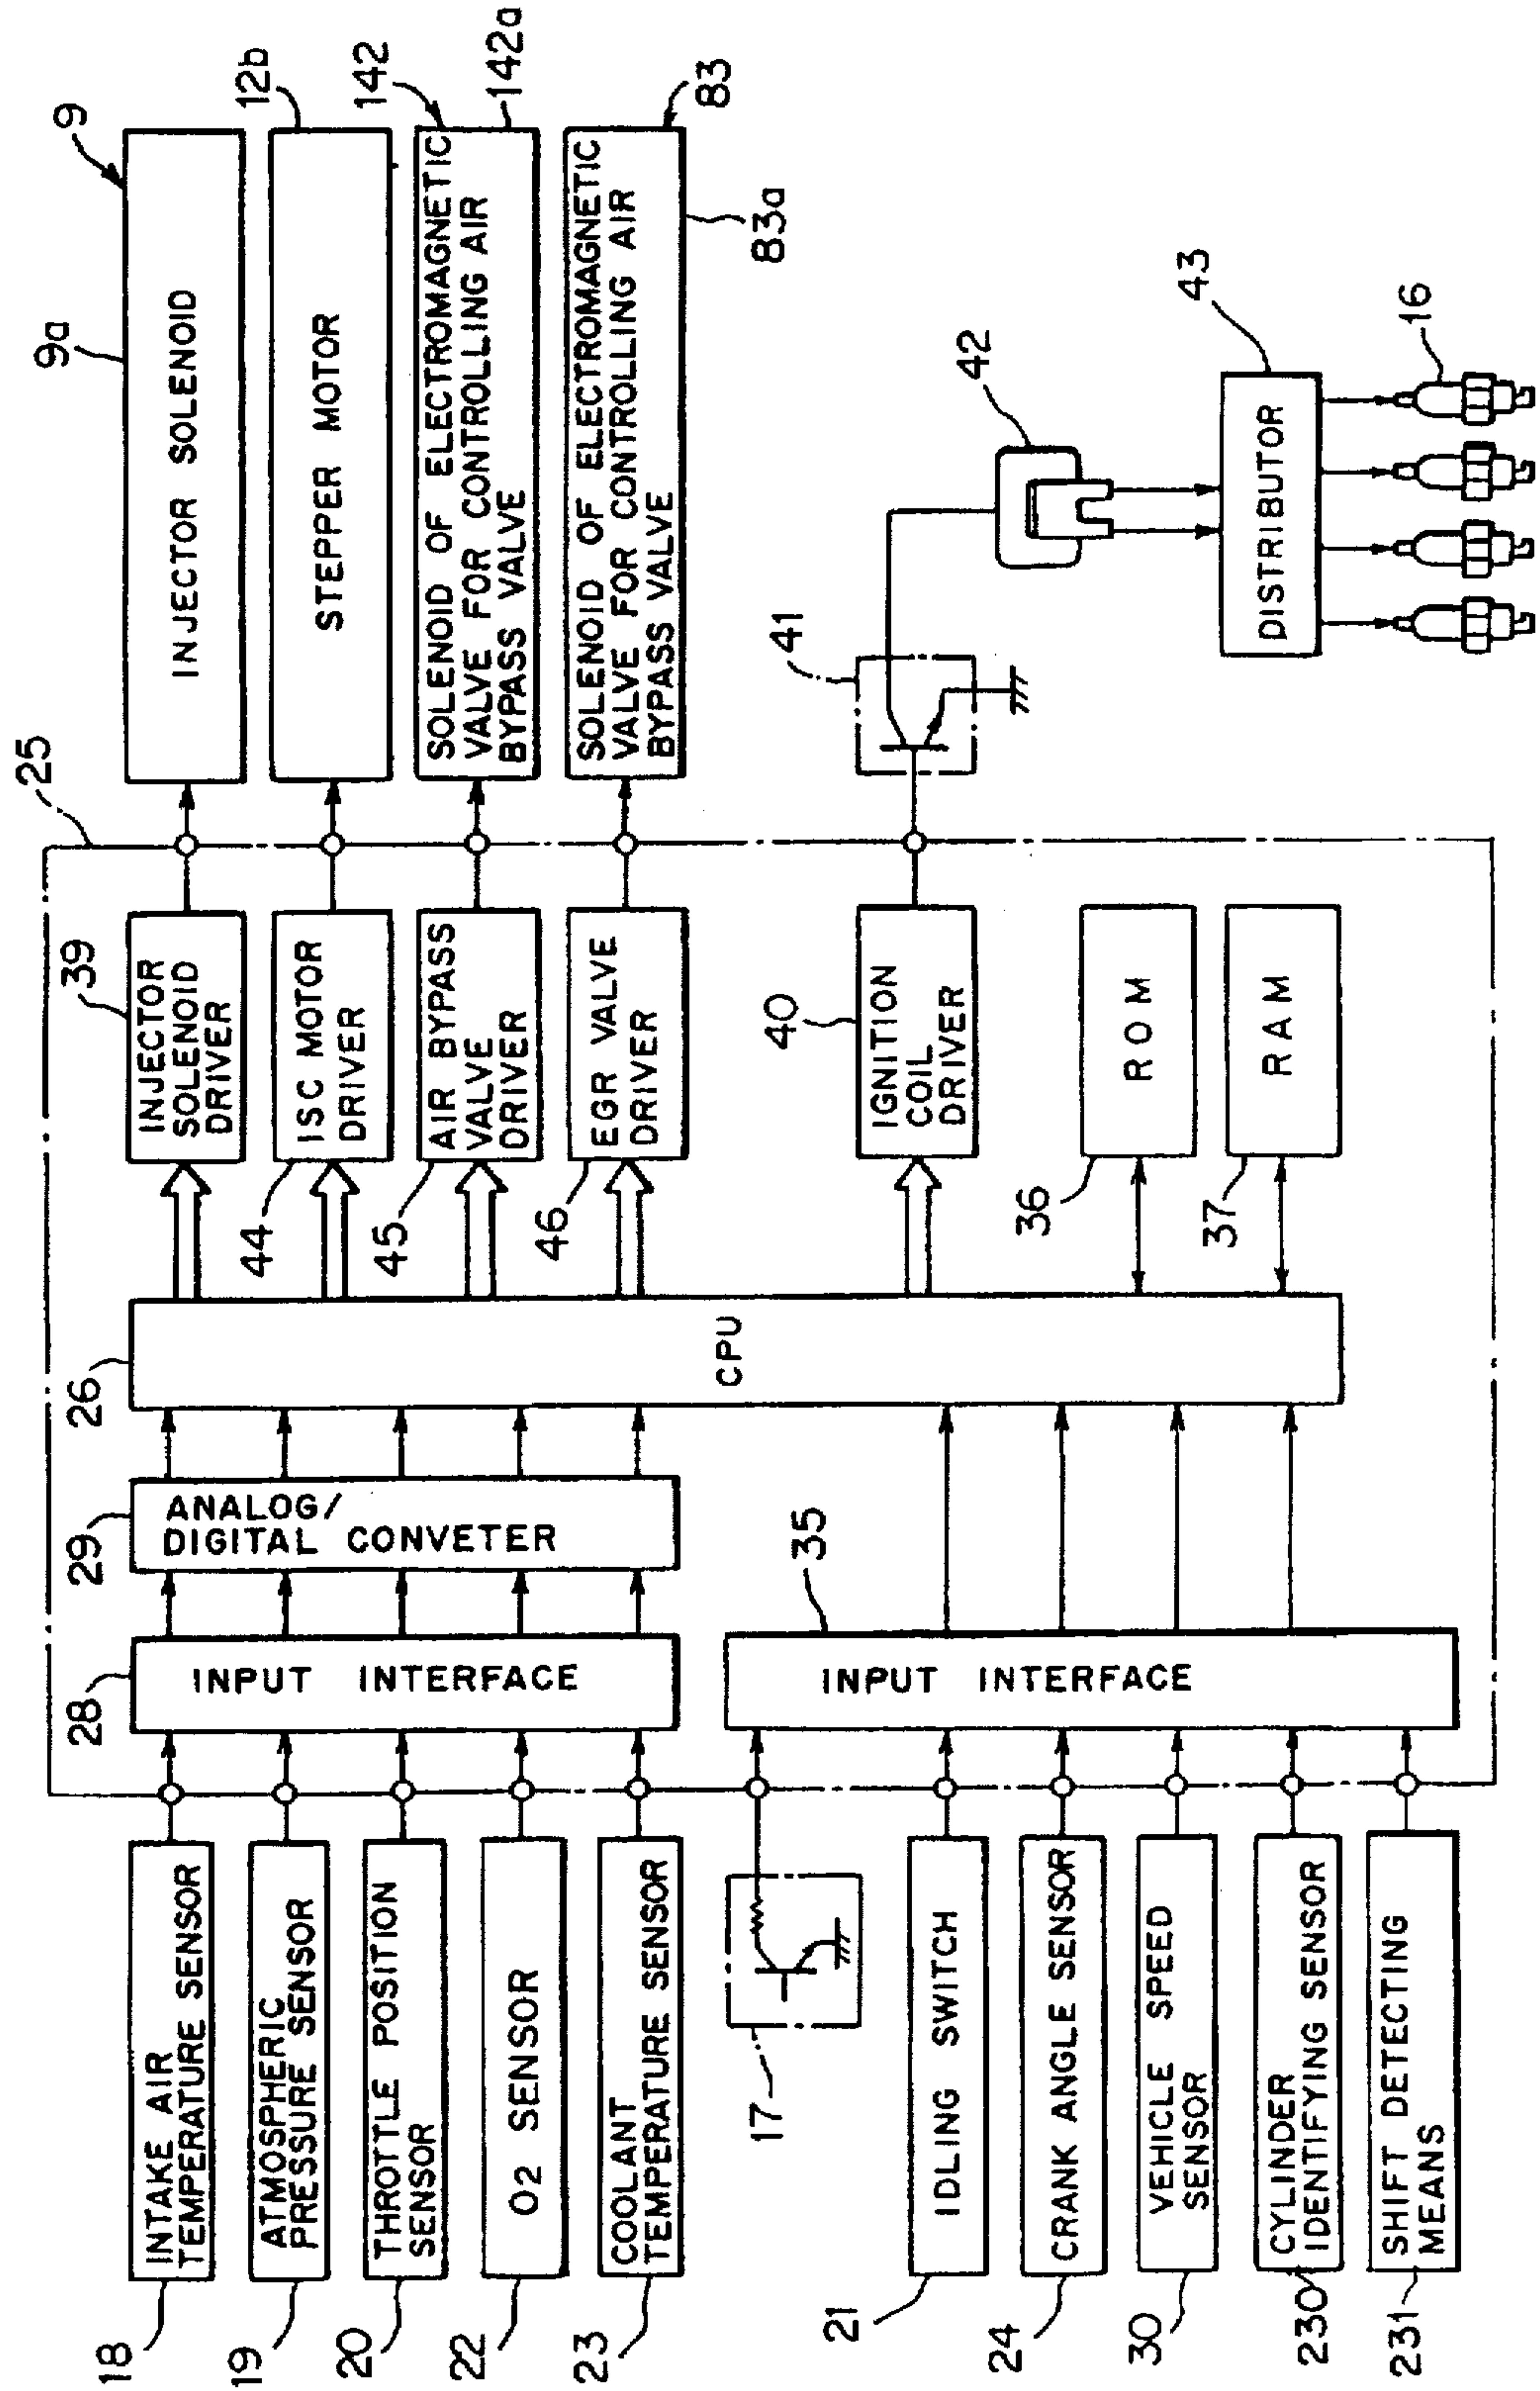 18
INTAKE AIR
TEMPERATURE SENSOR
19
ATMOSPHERIC
PRESSURE SENSOR
20
THROTTLE POSITION
SENSOR
22
O2 SENSOR
23
COOLANT
TEMPERATURE SENSOR
17
21
IDLING SWITCH
24
CRANK ANGLE SENSOR
30
VEHICLE SPEED
SENSOR
230
CYLINDER
IDENTIFYING SENSOR
231
SHIFT DETECTING
MEANS
28
INPUT INTERFACE
35
INPUT INTERFACE
29
ANALOG/
DIGITAL CONVETER
26
CPU
25
39
INJECTOR
SOLENOID
DRIVER
44
ISC MOTOR
DRIVER
45
AIR BYPASS
VALVE
DRIVER
46
EGR VALVE
DRIVER
40
IGNITION
COIL
DRIVER
36
ROM
37
RAM
9
9a
INJECTOR SOLENOID
12b
STEPPER MOTOR
142
142a
SOLENOID OF ELECTROMAGNETIC
VALVE FOR CONTROLLING AIR
BYPASS VALVE
83
83a
SOLENOID OF ELECTROMAGNETIC
VALVE FOR CONTROLLING AIR
BYPASS VALVE
41
42
43
DISTRIBUTOR
16